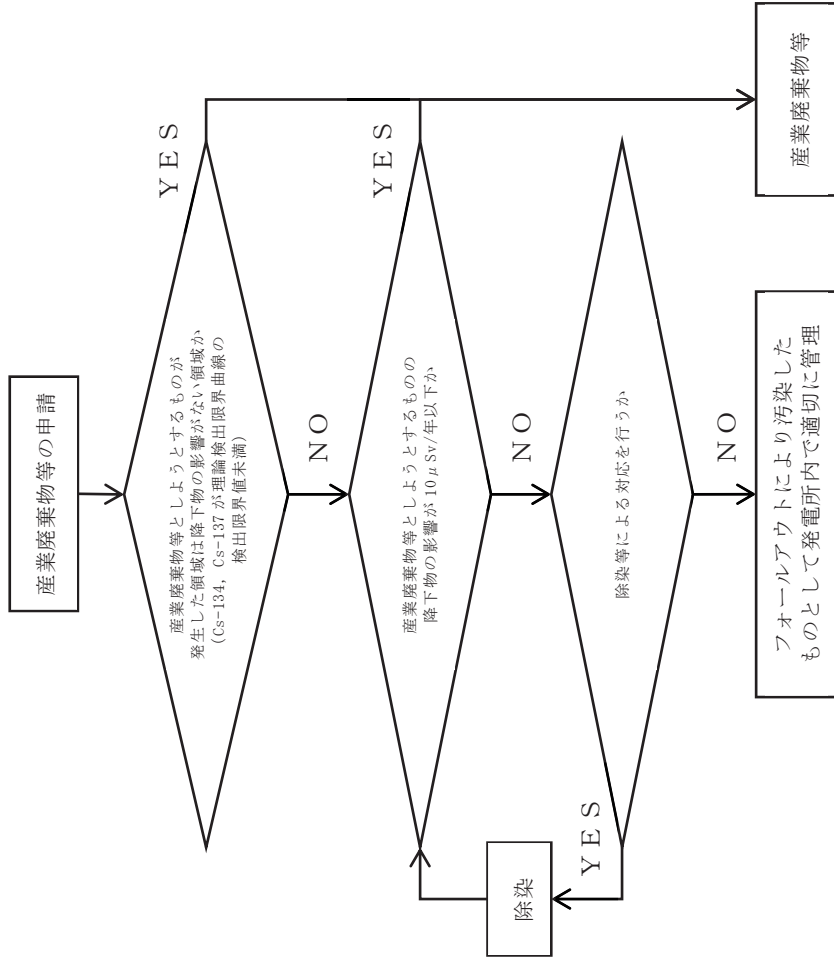 産業廃棄物等の申請
産業廃棄物等としようとするものが
発生した領域は降下物の影響がない領域か
(Cs-134, Cs-137が理論検出限界曲線の
検出限界値未満)
YES
NO
産業廃棄物等としようとするものの
降下物の影響が10μSv/年以下か
YES
NO
除染等による対応を行うか
YES
除染
NO
フォールアウトにより汚染した
ものとして発電所内で適切に管理
産業廃棄物等